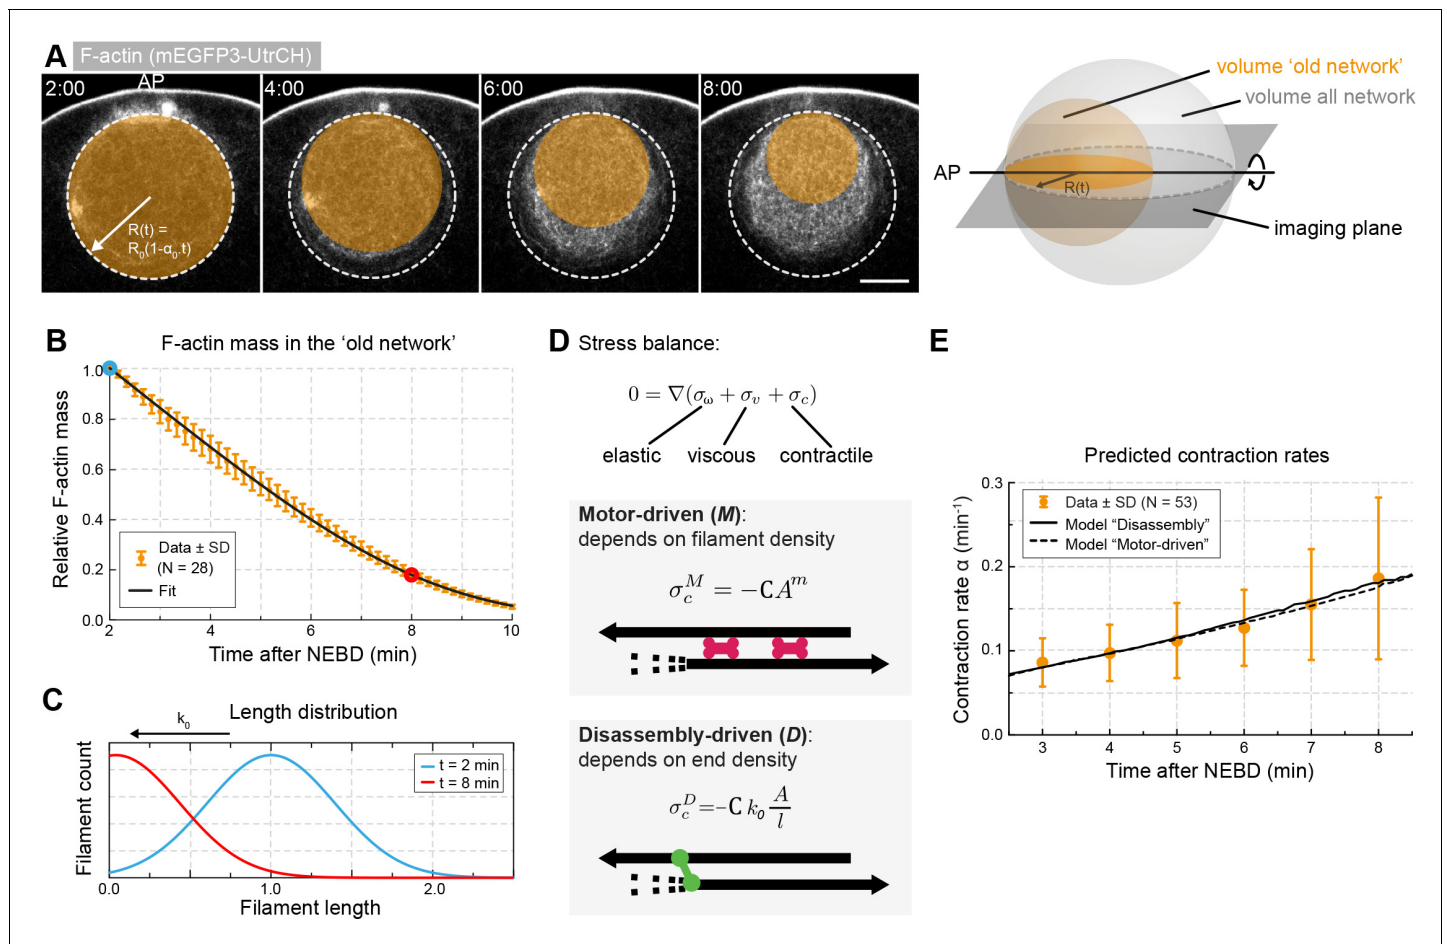 A
F-actin (mEGFP3-UtrCH)
2:00
AP
4:00
6:00
8:00
R(t) =
R₀(1-α₀.t)
volume ‘old network’
volume all network
AP
R(t)
imaging plane
B
F-actin mass in the ‘old network’
Relative F-actin mass
1.0
0.8
0.6
0.4
0.2
0.0
Data ± SD
(N = 28)
Fit
2 4 6 8 10
Time after NEBD (min)
C
k₀
Length distribution
Filament count
t = 2 min
t = 8 min
0.0 1.0 2.0
Filament length
D Stress balance:
0 = ∇(σ_ω + σ_v + σ_c)
elastic viscous contractile
Motor-driven (M):
depends on filament density
σ_c^M = −C A^m
Disassembly-driven (D):
depends on end density
σ_c^D = −C k₀ A/l
E
Predicted contraction rates
Contraction rate α (min⁻¹)
0.3
0.2
0.1
0.0
Data ± SD (N = 53)
Model “Disassembly”
Model “Motor-driven”
3 4 5 6 7 8
Time after NEBD (min)